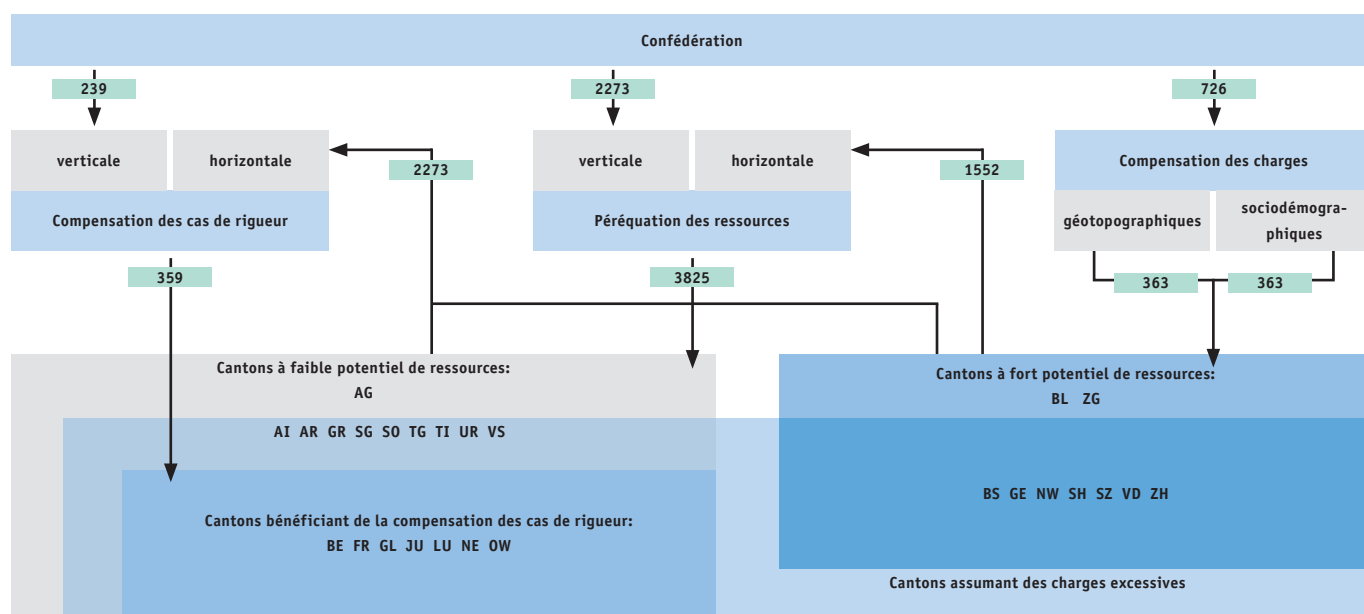 Confédération
239
2273
726
verticale
horizontale
2273
verticale
horizontale
1552
Compensation des charges
Compensation des cas de rigueur
Péréquation des ressources
géotopographiques
sociodémogra-
phiques
359
3825
363
363
Cantons à faible potentiel de ressources:
AG
Cantons à fort potentiel de ressources:
BL ZG
AI AR GR SG SO TG TI UR VS
BS GE NW SH SZ VD ZH
Cantons bénéficiant de la compensation des cas de rigueur:
BE FR GL JU LU NE OW
Cantons assumant des charges excessives